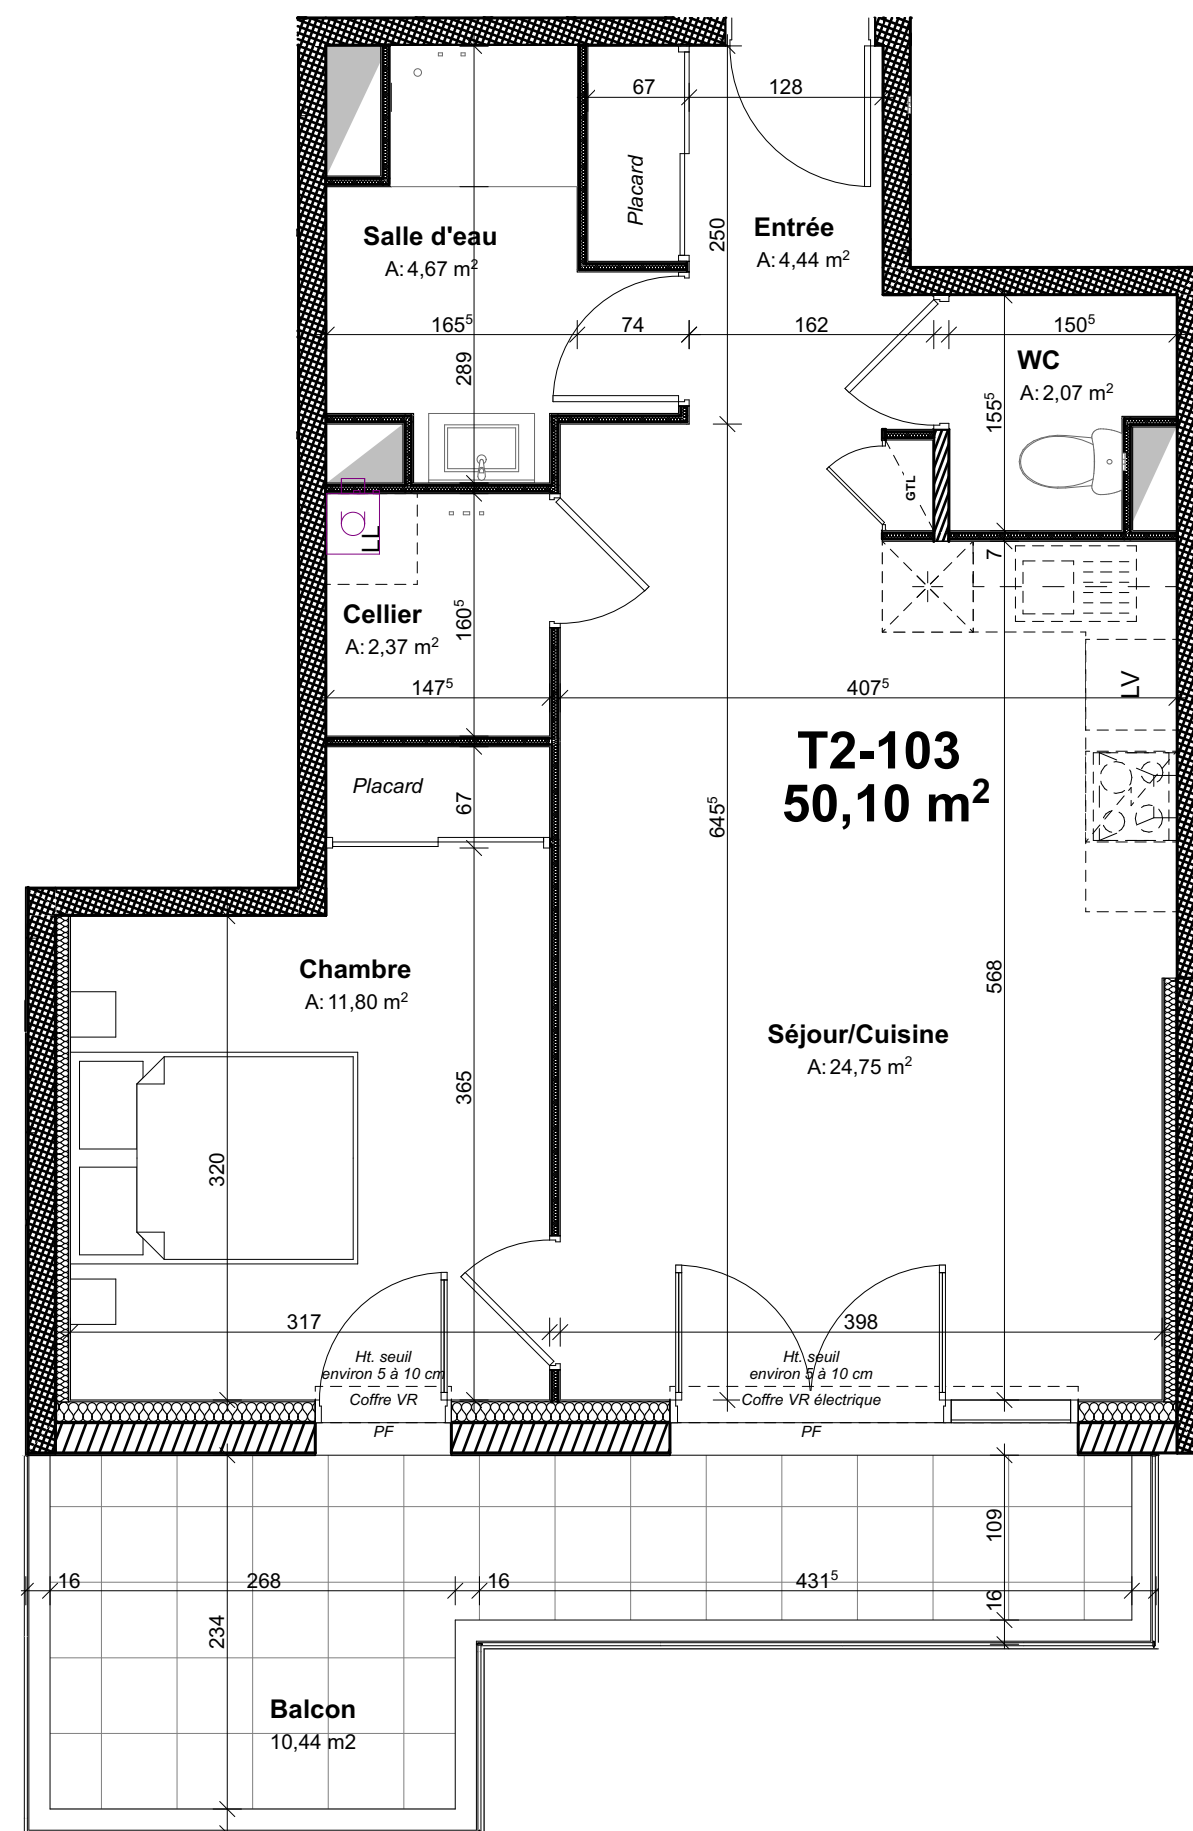 67
128
Placard
250
Entrée
A: 4,44 m²
Salle d'eau
A: 4,67 m²
165⁵
74
162
150⁵
289
WC
A: 2,07 m²
155⁵
GTL
LL
7
Cellier
A: 2,37 m²
160⁵
147⁵
407⁵
LV
T2-103
50,10 m²
Placard
67
645⁵
Chambre
A: 11,80 m²
568
Séjour/Cuisine
A: 24,75 m²
365
320
317
398
Ht. seuil
environ 5 à 10 cm
Coffre VR
PF
Ht. seuil
environ 5 à 10 cm
Coffre VR électrique
PF
109
16
268
16
431⁵
16
234
Balcon
10,44 m2